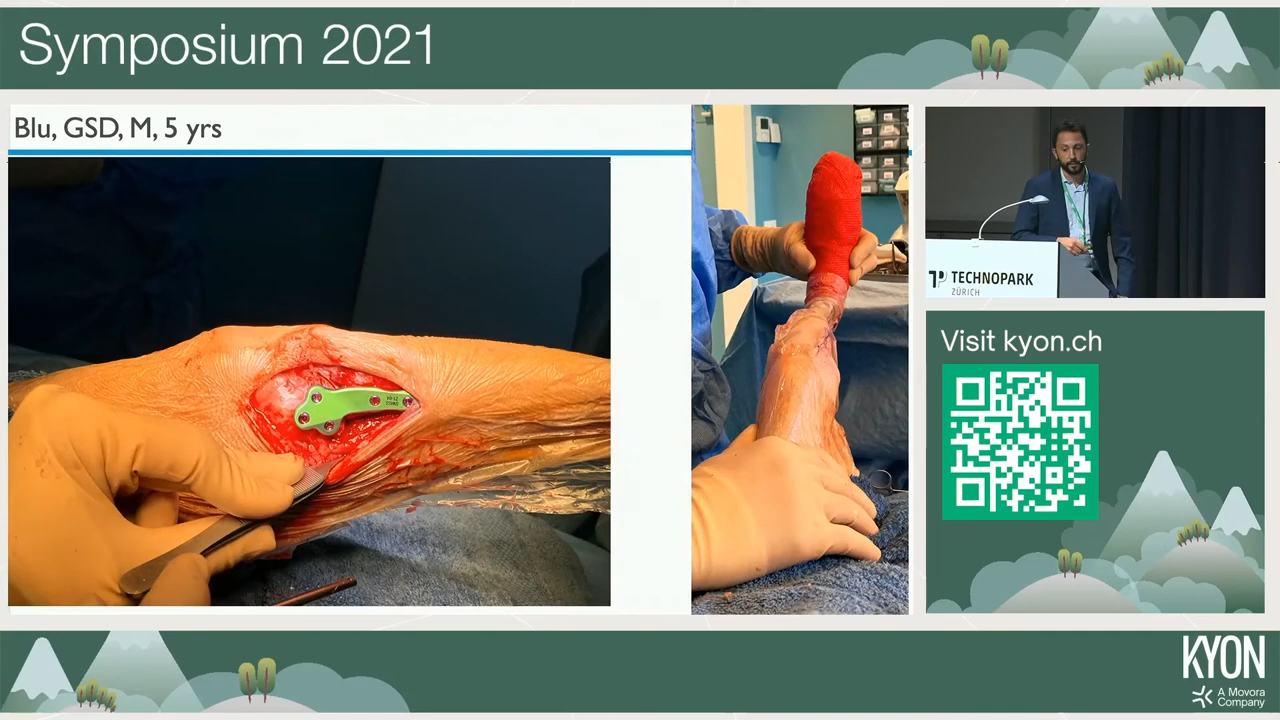 Symposium 2021
Blu, GSD, M, 5 yrs
TECHNOPARK
ZÜRICH
Visit kyon.ch
KYON
A Movora
Company